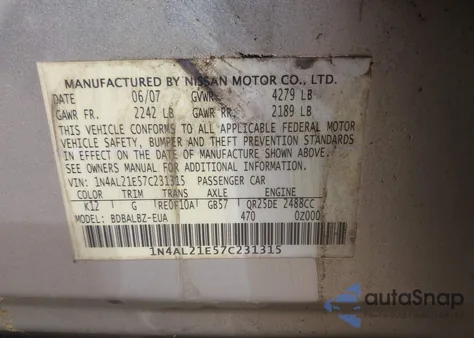 MANUFACTURED BY NISSAN MOTOR CO., LTD.
DATE 06/07 GVWR 4279 LB
GAWR FR. 2242 LB GAWR RR. 2189 LB
THIS VEHICLE CONFORMS TO ALL APPLICABLE FEDERAL MOTOR
VEHICLE SAFETY, BUMPER AND THEFT PREVENTION STANDARDS
IN EFFECT ON THE DATE OF MANUFACTURE SHOWN ABOVE.
SEE OWNERS MANUAL FOR ADDITIONAL INFORMATION
VIN: 1N4AL21E57C231315 PASSENGER CAR
COLOR TRIM TRANS AXLE ENGINE
K12 G RE0F10A GB57 QR25DE 2488CC
MODEL: BDBALBZ-EUA 470 0Z000
1N4AL21E57C231315
autoSnap